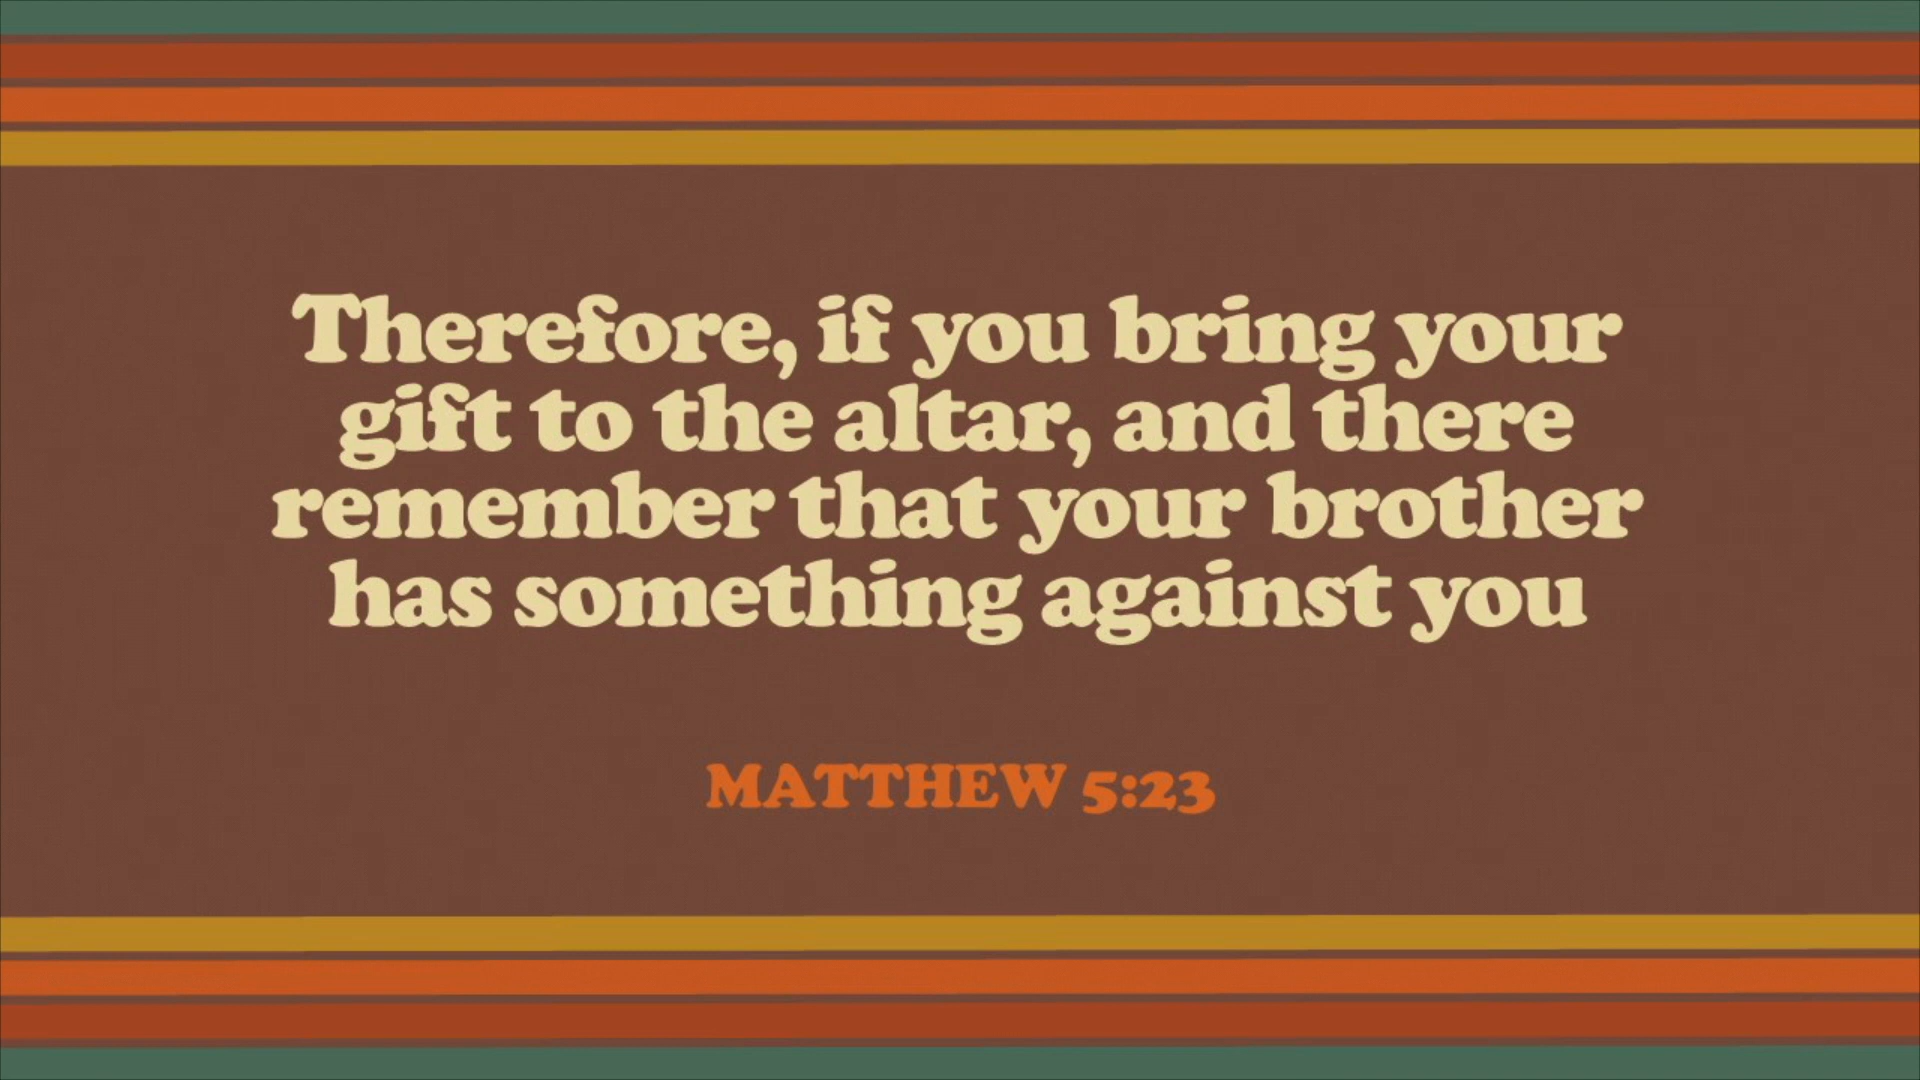 Therefore, if you bring your
gift to the altar, and there
remember that your brother
has something against you
MATTHEW 5:23